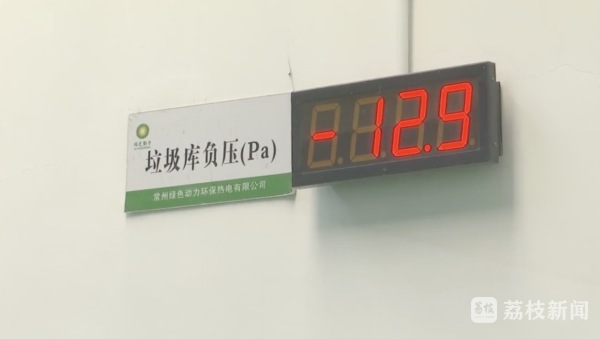 垃圾库负压(Pa)
常州绿色动力环保热电有限公司
-12.9
荔枝新闻